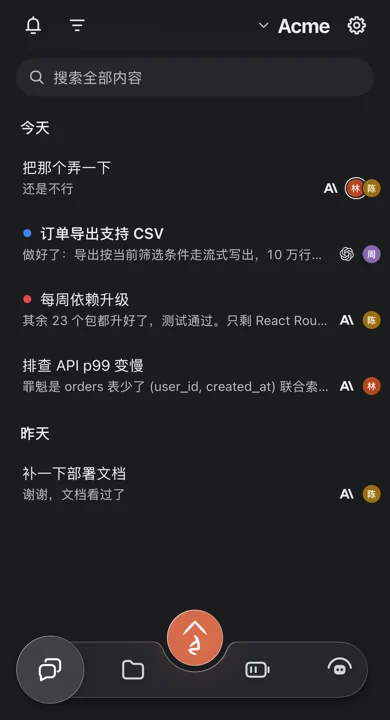 Acme
搜索全部内容
今天
把那个弄一下
还是不行
林 陈
订单导出支持 CSV
做好了：导出按当前筛选条件走流式写出，10 万行...
周
每周依赖升级
其余 23 个包都升好了，测试通过。只剩 React Rou...
陈
排查 API p99 变慢
罪魁是 orders 表少了 (user_id, created_at) 联合索...
林
昨天
补一下部署文档
谢谢，文档看过了
陈